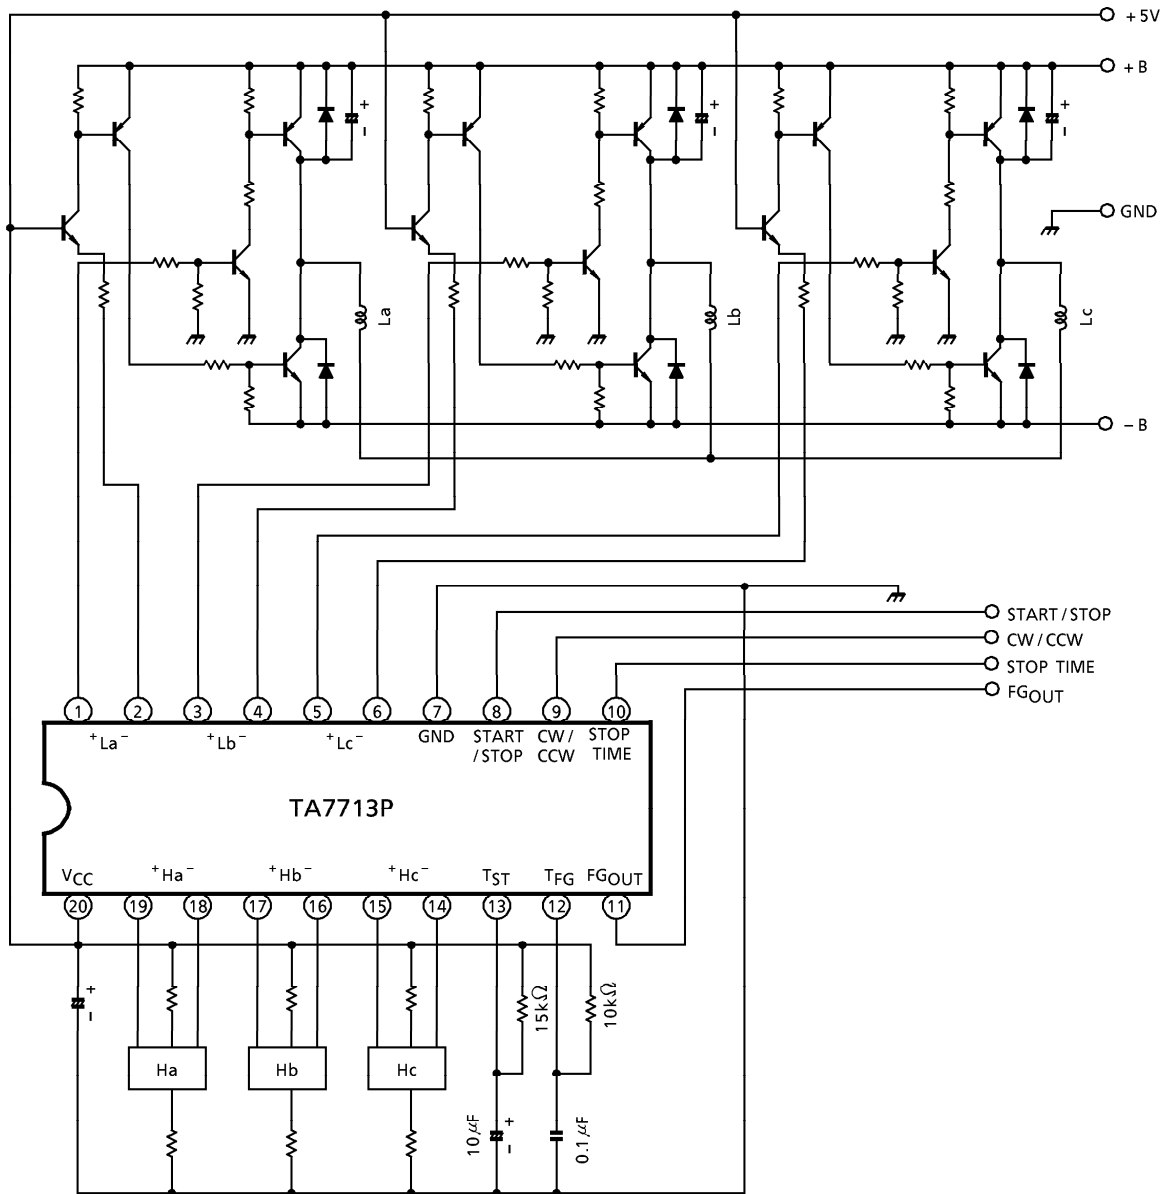 +5V
+B
+
−
+
−
+
−
GND
La
Lb
Lc
−B
START/STOP
CW/CCW
STOP TIME
FGOUT
1 2 3 4 5 6 7 8 9 10
+La− +Lb− +Lc− GND START/STOP CW/CCW STOP TIME
TA7713P
VCC +Ha− +Hb− +Hc− TST TFG FGOUT
20 19 18 17 16 15 14 13 12 11
+
−
15kΩ
10kΩ
Ha
Hb
Hc
10μF
+
−
0.1μF